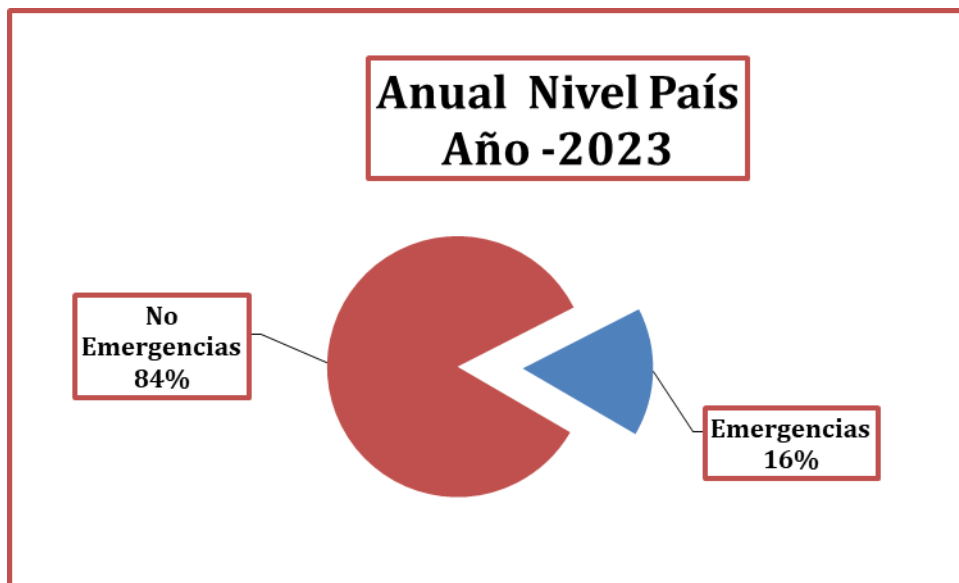 Anual Nivel País
Año -2023
No
Emergencias
84%
Emergencias
16%